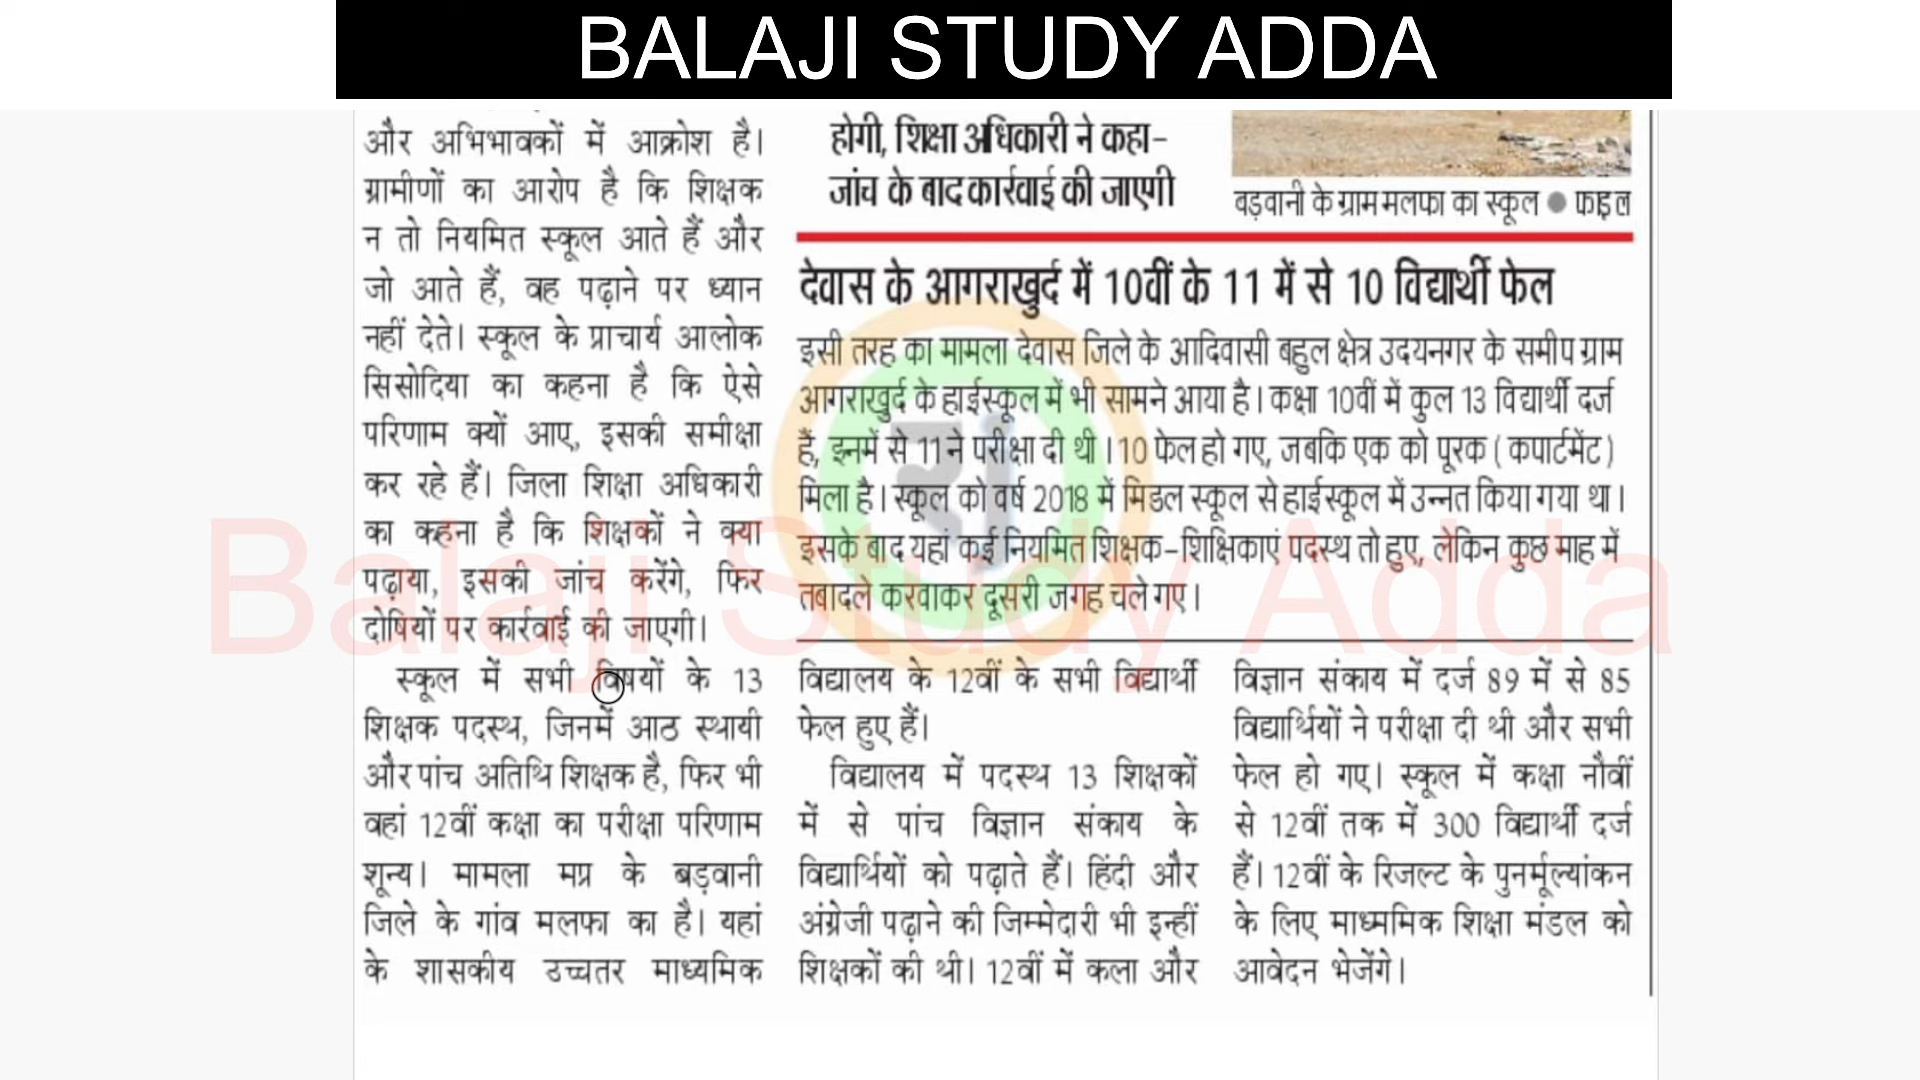 BALAJI STUDY ADDA
और अभिभावकों में आक्रोश है।
ग्रामीणों का आरोप है कि शिक्षक
न तो नियमित स्कूल आते हैं और
जो आते हैं, वह पढ़ाने पर ध्यान
नहीं देते। स्कूल के प्राचार्य आलोक
सिसोदिया का कहना है कि ऐसे
परिणाम क्यों आए, इसकी समीक्षा
कर रहे हैं। जिला शिक्षा अधिकारी
का कहना है कि शिक्षकों ने क्या
पढ़ाया, इसकी जांच करेंगे, फिर
दोषियों पर कार्रवाई की जाएगी।
होगी, शिक्षा अधिकारी ने कहा-
जांच के बाद कार्रवाई की जाएगी
बड़वानी के ग्राम मलफा का स्कूल ● फाइल
देवास के आगराखुर्द में 10वीं के 11 में से 10 विद्यार्थी फेल
इसी तरह का मामला देवास जिले के आदिवासी बहुल क्षेत्र उदयनगर के समीप ग्राम
आगराखुर्द के हाईस्कूल में भी सामने आया है। कक्षा 10वीं में कुल 13 विद्यार्थी दर्ज
हैं, इनमें से 11 ने परीक्षा दी थी। 10 फेल हो गए, जबकि एक को पूरक (कपार्टमेंट)
मिला है। स्कूल को वर्ष 2018 में मिडल स्कूल से हाईस्कूल में उन्नत किया गया था।
इसके बाद यहां कई नियमित शिक्षक-शिक्षिकाएं पदस्थ तो हुए, लेकिन कुछ माह में
तबादले करवाकर दूसरी जगह चले गए।
स्कूल में सभी विषयों के 13
शिक्षक पदस्थ, जिनमें आठ स्थायी
और पांच अतिथि शिक्षक है, फिर भी
वहां 12वीं कक्षा का परीक्षा परिणाम
शून्य। मामला मप्र के बड़वानी
जिले के गांव मलफा का है। यहां
के शासकीय उच्चतर माध्यमिक
विद्यालय के 12वीं के सभी विद्यार्थी
फेल हुए हैं।
विद्यालय में पदस्थ 13 शिक्षकों
में से पांच विज्ञान संकाय के
विद्यार्थियों को पढ़ाते हैं। हिंदी और
अंग्रेजी पढ़ाने की जिम्मेदारी भी इन्हीं
शिक्षकों की थी। 12वीं में कला और
विज्ञान संकाय में दर्ज 89 में से 85
विद्यार्थियों ने परीक्षा दी थी और सभी
फेल हो गए। स्कूल में कक्षा नौवीं
से 12वीं तक में 300 विद्यार्थी दर्ज
हैं। 12वीं के रिजल्ट के पुनर्मूल्यांकन
के लिए माध्यमिक शिक्षा मंडल को
आवेदन भेजेंगे।
Balaji Study Adda